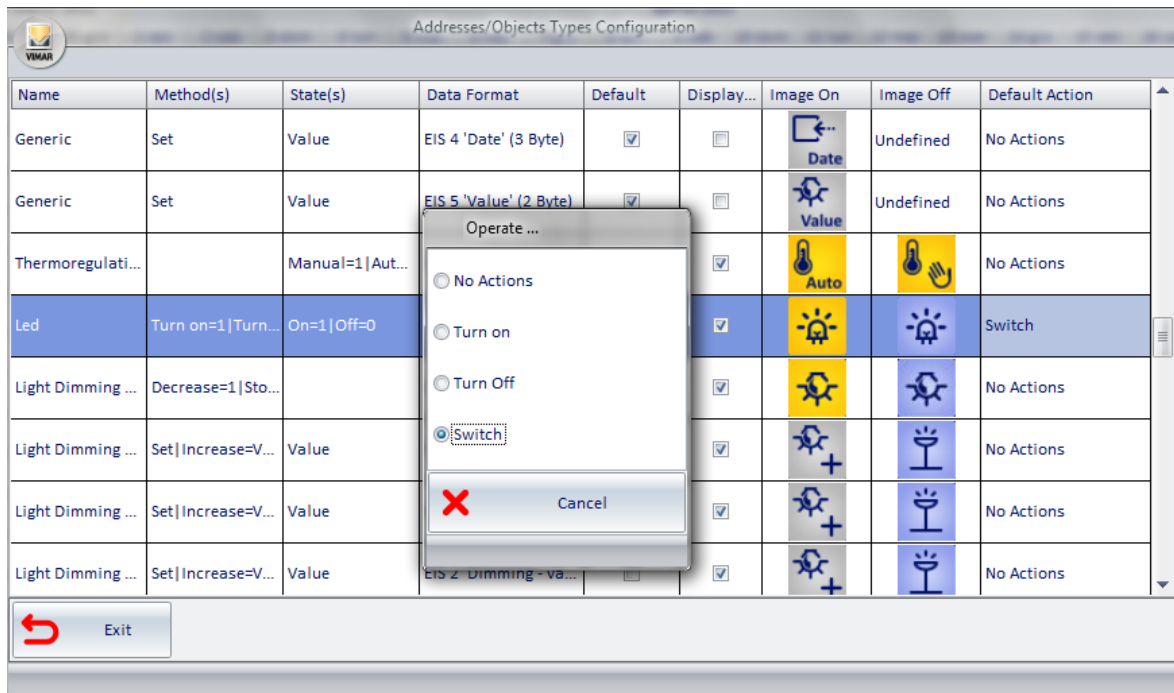 Addresses/Objects Types Configuration
VIMAR
Name Method(s) State(s) Data Format Default Display... Image On Image Off Default Action
Generic Set Value EIS 4 'Date' (3 Byte) Date Undefined No Actions
Generic Set Value EIS 5 'Value' (2 Byte) Value Undefined No Actions
Operate ...
Thermoregulati... Manual=1|Aut... Auto No Actions
No Actions
Led Turn on=1|Turn... On=1|Off=0 Switch
Turn on
Light Dimming ... Decrease=1|Sto... No Actions
Turn Off
Light Dimming ... Set|Increase=V... Value No Actions
Switch
Light Dimming ... Set|Increase=V... Value No Actions
Cancel
Light Dimming ... Set|Increase=V... Value EIS 2 'Dimming - va... No Actions
Exit